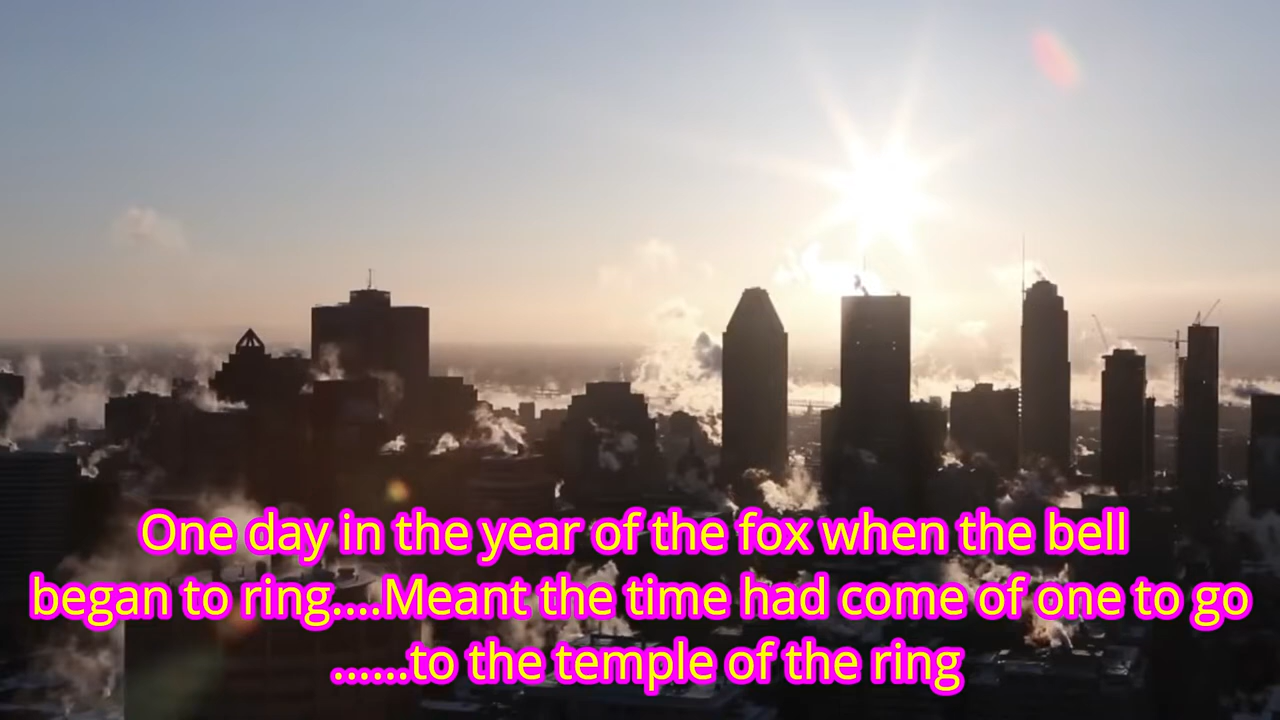 One day in the year of the fox when the bell
began to ring....Meant the time had come of one to go
......to the temple of the ring